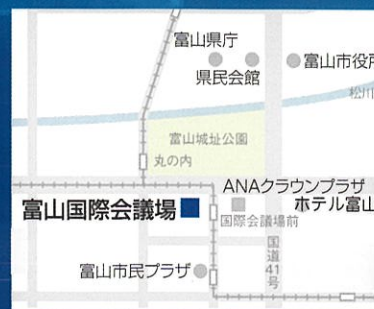 富山県庁
県民会館
富山市役所
松川
富山城址公園
丸の内
ANAクラウンプラザ
ホテル富山
富山国際会議場
国際会議場前
国道41号
富山市民プラザ